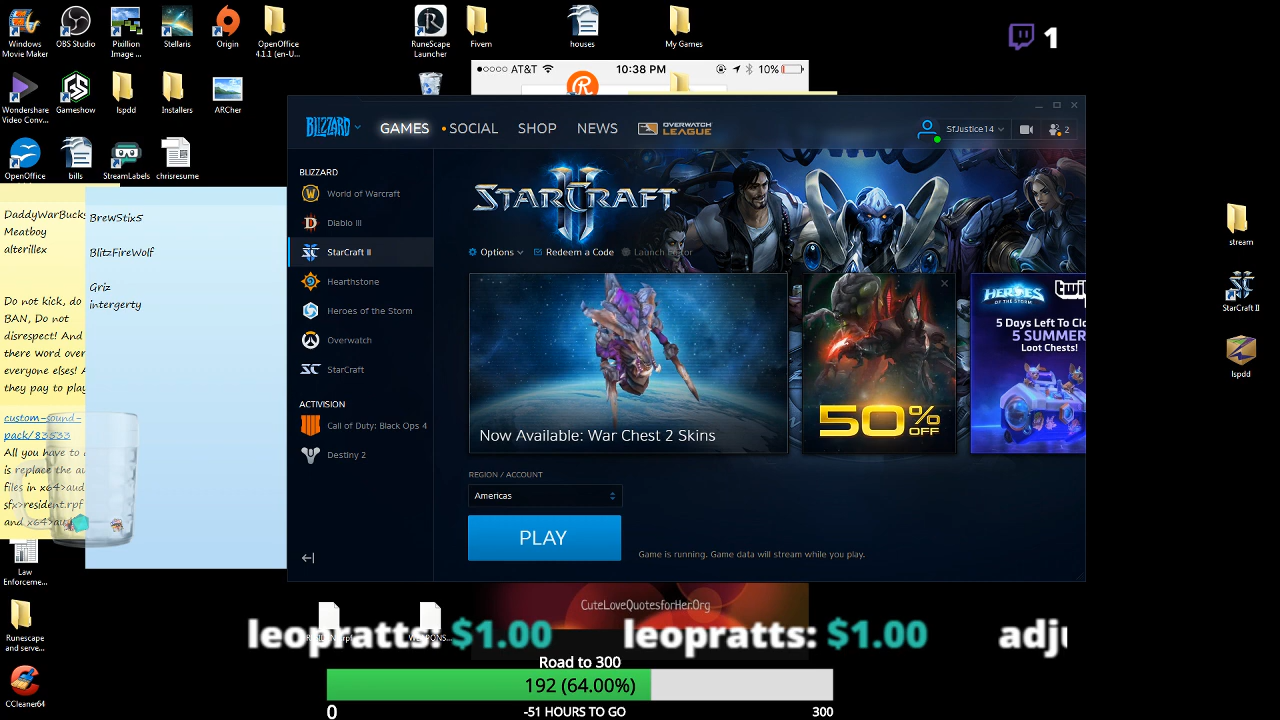 Windows Movie Maker
OBS Studio
Pixillion Image ...
Stellaris
Origin
OpenOffice 4.1.1 (en-U...
RuneScape Launcher
Fivem
houses
My Games
1
AT&T
10:38 PM
10%
Wondershare Video Conv...
Gameshow
lspdd
Installers
ARCher
OpenOffice
bills
StreamLabels
chrisresume
BLIZZARD
GAMES
SOCIAL
SHOP
NEWS
OVERWATCH LEAGUE
SfJustice14
2
BLIZZARD
World of Warcraft
Diablo III
StarCraft II
Hearthstone
Heroes of the Storm
Overwatch
StarCraft
ACTIVISION
Call of Duty: Black Ops 4
Destiny 2
STARCRAFT II
Options
Redeem a Code
Launch Editor
Now Available: War Chest 2 Skins
50% OFF
HEROES OF THE STORM
5 Days Left To Cl
5 SUMMER
Loot Chests!
REGION / ACCOUNT
Americas
PLAY
Game is running. Game data will stream while you play.
DaddyWarBucks
Meatboy
alterillex
Do not kick, do
BAN, Do not
disrespect! And
there word over
everyone elses! A
they pay to play
custom-sound-
pack/83533
All you have to
is replace the au
files in x64>aud
sfx>resident.rpf
and x64>au
BrewStix5
BlitzFireWolf
Griz
intergerty
stream
StarCraft II
lspdd
Law Enforceme...
Runescape and serve...
CCleaner64
CuteLoveQuotesforHer.Org
leopratts: $1.00
leopratts: $1.00
adju
Road to 300
192 (64.00%)
0
-51 HOURS TO GO
300